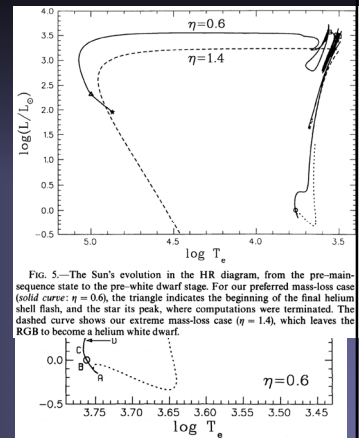 4.0
3.5
3.0
2.5
2.0
1.5
1.0
0.5
0.0
-0.5
log(L/L⊙)
η=0.6
η=1.4
5.0 4.5 4.0 3.5
log Te
FIG. 5.—The Sun's evolution in the HR diagram, from the pre–main-
sequence state to the pre–white dwarf stage. For our preferred mass-loss case
(solid curve: η = 0.6), the triangle indicates the beginning of the final helium
shell flash, and the star its peak, where computations were terminated. The
dashed curve shows our extreme mass-loss case (η = 1.4), which leaves the
RGB to become a helium white dwarf.
C
B
A
0.0
-0.5
η=0.6
3.75 3.70 3.65 3.60 3.55 3.50 3.45
log Te